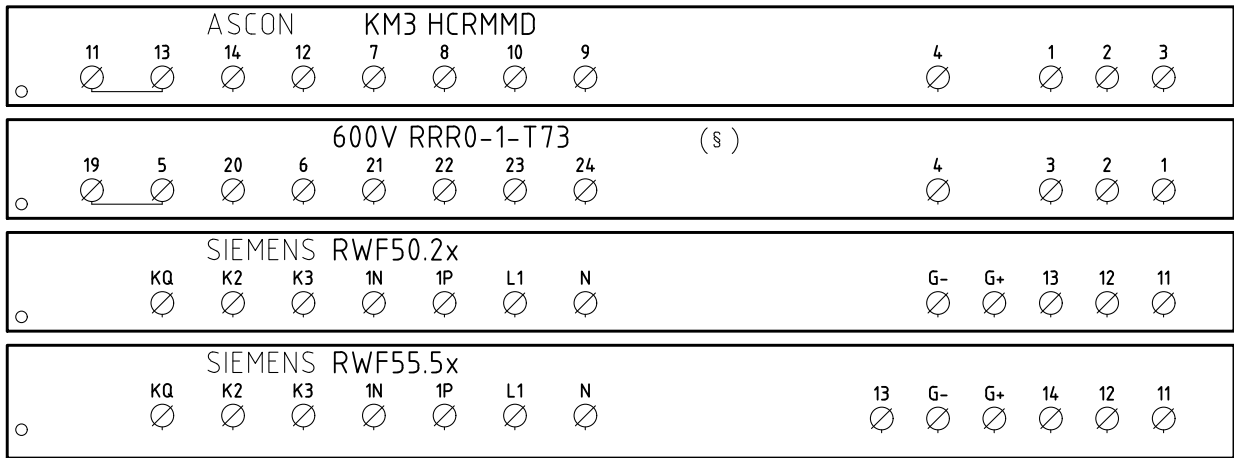 ASCON KM3 HCRMMD
11 13 14 12 7 8 10 9 4 1 2 3
600V RRR0-1-T73 (§)
19 5 20 6 21 22 23 24 4 3 2 1
SIEMENS RWF50.2x
KQ K2 K3 1N 1P L1 N G- G+ 13 12 11
SIEMENS RWF55.5x
KQ K2 K3 1N 1P L1 N 13 G- G+ 14 12 11